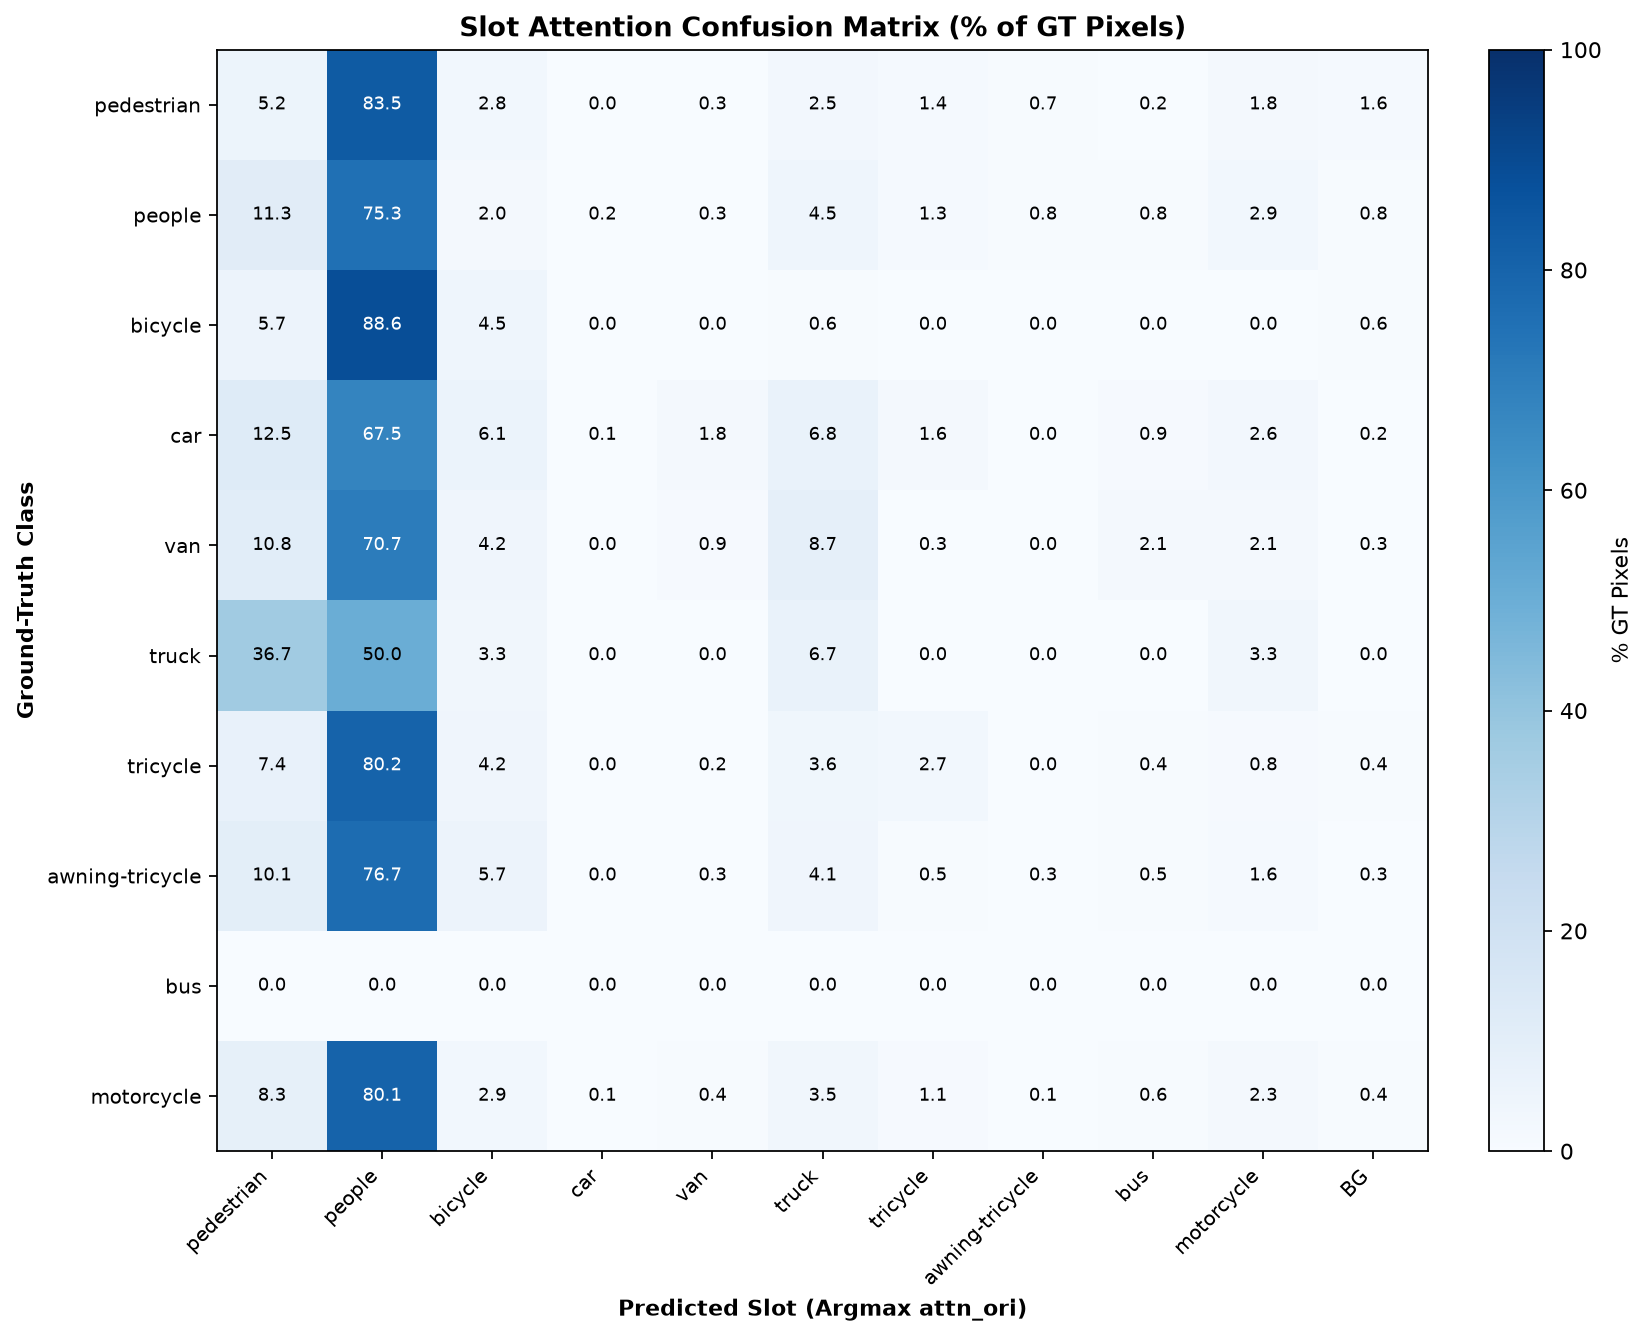 Slot Attention Confusion Matrix (% of GT Pixels)
Ground-Truth Class
pedestrian 5.2 83.5 2.8 0.0 0.3 2.5 1.4 0.7 0.2 1.8 1.6
people 11.3 75.3 2.0 0.2 0.3 4.5 1.3 0.8 0.8 2.9 0.8
bicycle 5.7 88.6 4.5 0.0 0.0 0.6 0.0 0.0 0.0 0.0 0.6
car 12.5 67.5 6.1 0.1 1.8 6.8 1.6 0.0 0.9 2.6 0.2
van 10.8 70.7 4.2 0.0 0.9 8.7 0.3 0.0 2.1 2.1 0.3
truck 36.7 50.0 3.3 0.0 0.0 6.7 0.0 0.0 0.0 3.3 0.0
tricycle 7.4 80.2 4.2 0.0 0.2 3.6 2.7 0.0 0.4 0.8 0.4
awning-tricycle 10.1 76.7 5.7 0.0 0.3 4.1 0.5 0.3 0.5 1.6 0.3
bus 0.0 0.0 0.0 0.0 0.0 0.0 0.0 0.0 0.0 0.0 0.0
motorcycle 8.3 80.1 2.9 0.1 0.4 3.5 1.1 0.1 0.6 2.3 0.4
pedestrian people bicycle car van truck tricycle awning-tricycle bus motorcycle BG
Predicted Slot (Argmax attn_ori)
100
80
60
40
20
0
% GT Pixels